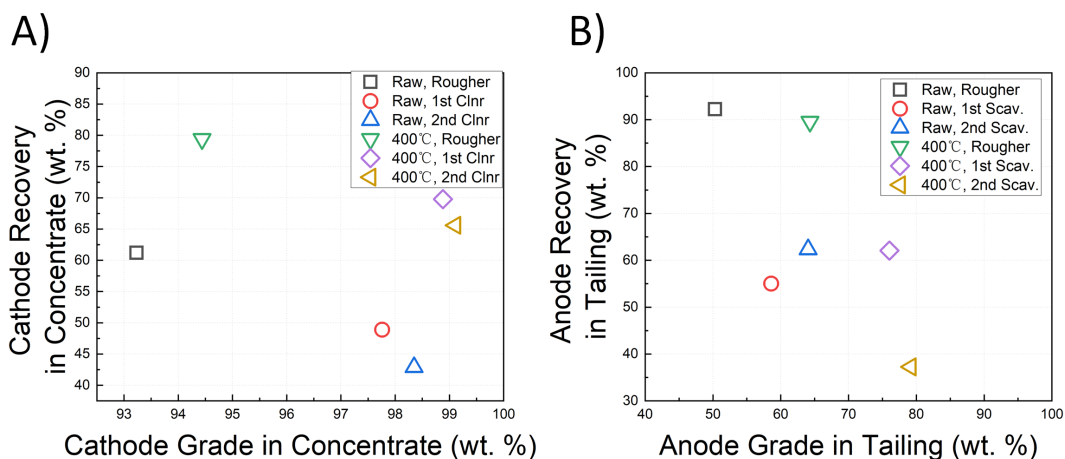 A)
Cathode Recovery
in Concentrate (wt. %)
90
85
80
75
70
65
60
55
50
45
40
93
94
95
96
97
98
99
100
Cathode Grade in Concentrate (wt. %)
Raw, Rougher
Raw, 1st Clnr
Raw, 2nd Clnr
400℃, Rougher
400℃, 1st Clnr
400℃, 2nd Clnr
B)
Anode Recovery
in Tailing (wt. %)
100
90
80
70
60
50
40
30
40
50
60
70
80
90
100
Anode Grade in Tailing (wt. %)
Raw, Rougher
Raw, 1st Scav.
Raw, 2nd Scav.
400℃, Rougher
400℃, 1st Scav.
400℃, 2nd Scav.